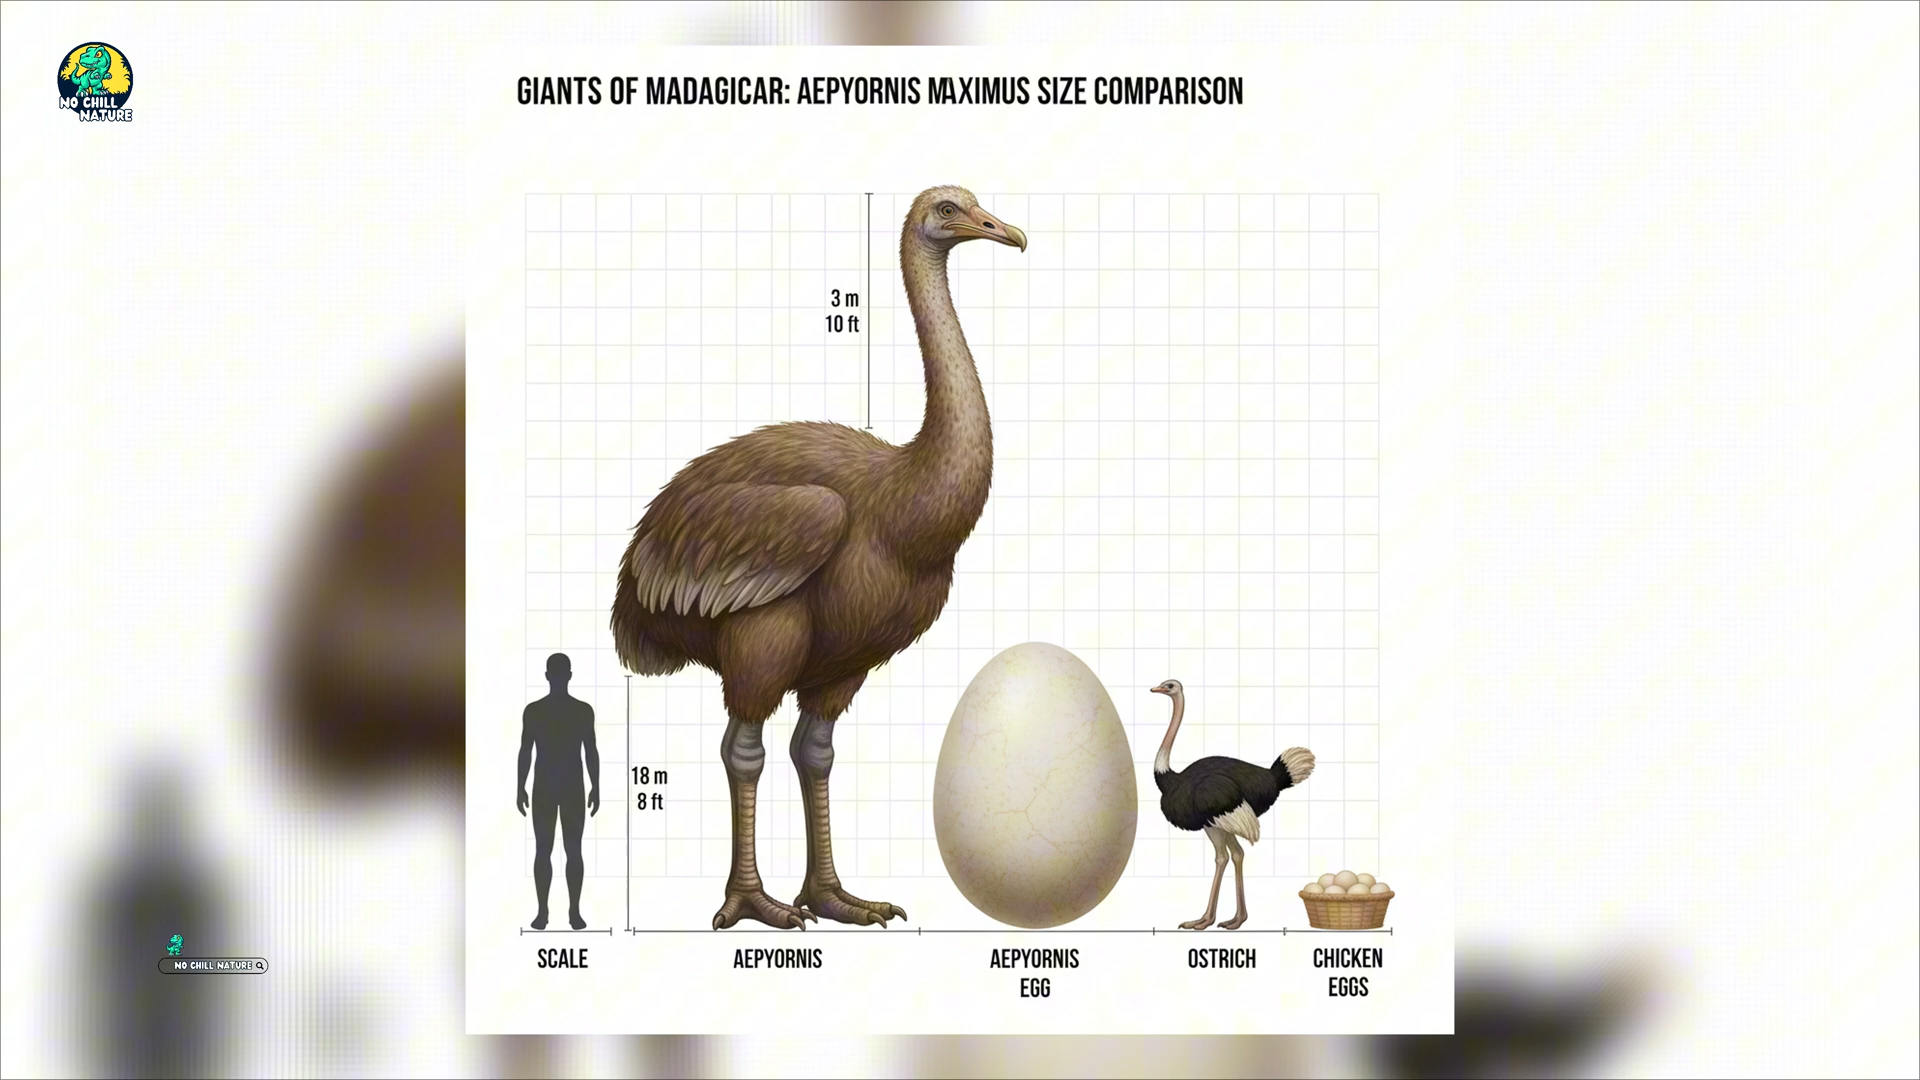 NO CHILL
NATURE
GIANTS OF MADAGICAR: AEPYORNIS MAXIMUS SIZE COMPARISON
3 m
10 ft
18 m
8 ft
SCALE
AEPYORNIS
AEPYORNIS
EGG
OSTRICH
CHICKEN
EGGS
NO CHILL NATURE